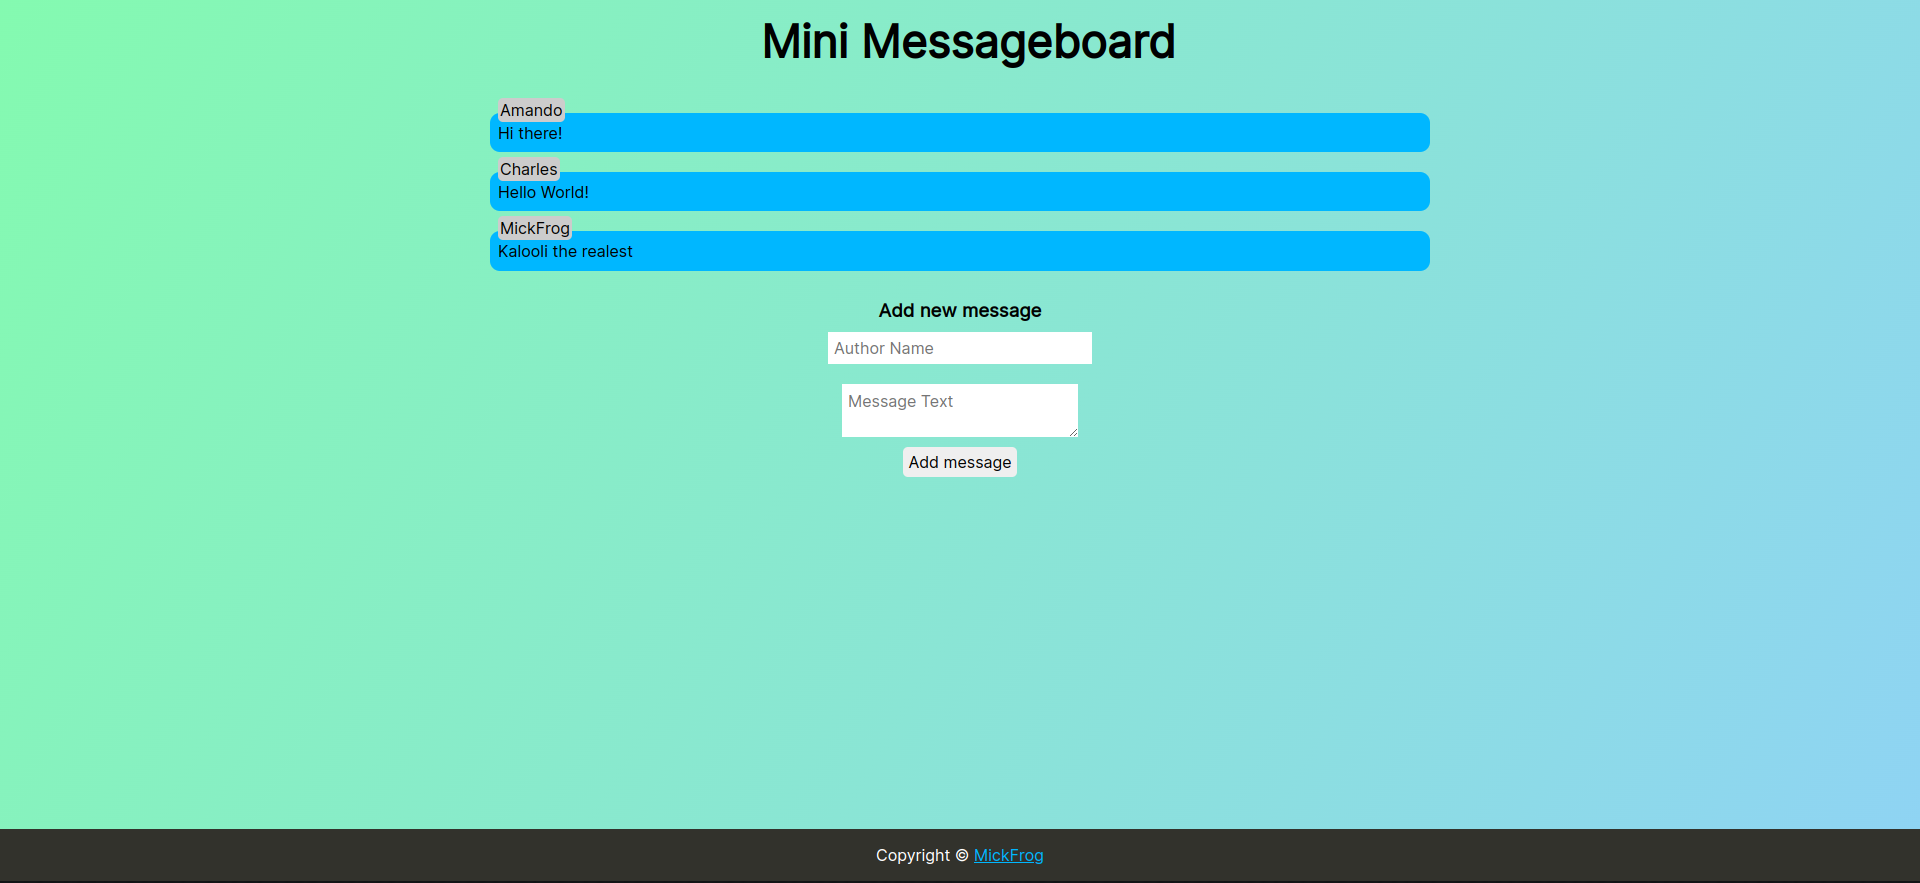 Mini Messageboard
Amando
Hi there!
Charles
Hello World!
MickFrog
Kalooli the realest
Add new message
Author Name
Message Text
Add message
Copyright © MickFrog